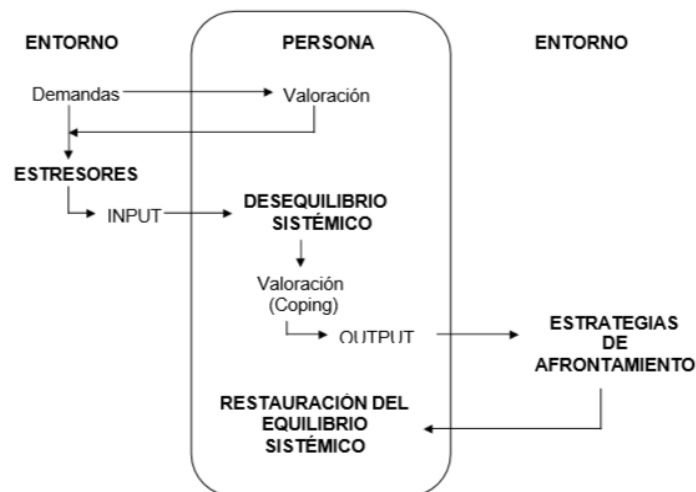 ENTORNO PERSONA ENTORNO
Demandas Valoración
ESTRESORES
INPUT
DESEQUILIBRIO
SISTÉMICO
Valoración
(Coping)
OUTPUT
ESTRATEGIAS
DE
AFRONTAMIENTO
RESTAURACIÓN DEL
EQUILIBRIO
SISTÉMICO